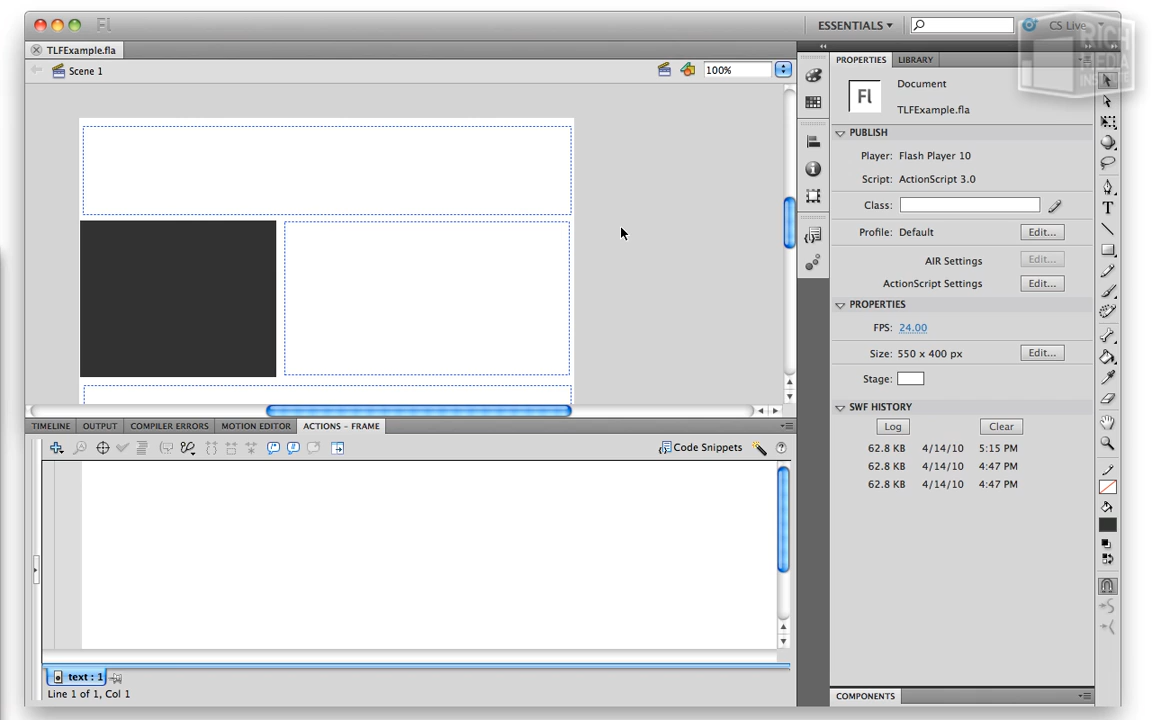 Fl
ESSENTIALS
CS Live
RICH
MEDIA
TLFExample.fla
Scene 1
100%
PROPERTIES
LIBRARY
Fl
Document
TLFExample.fla
PUBLISH
Player: Flash Player 10
Script: ActionScript 3.0
Class:
Profile: Default
Edit...
AIR Settings
Edit...
ActionScript Settings
Edit...
PROPERTIES
FPS: 24.00
Size: 550 x 400 px
Edit...
Stage:
SWF HISTORY
Log
Clear
62.8 KB 4/14/10 5:15 PM
62.8 KB 4/14/10 4:47 PM
62.8 KB 4/14/10 4:47 PM
TIMELINE
OUTPUT
COMPILER ERRORS
MOTION EDITOR
ACTIONS – FRAME
Code Snippets
text : 1
Line 1 of 1, Col 1
COMPONENTS